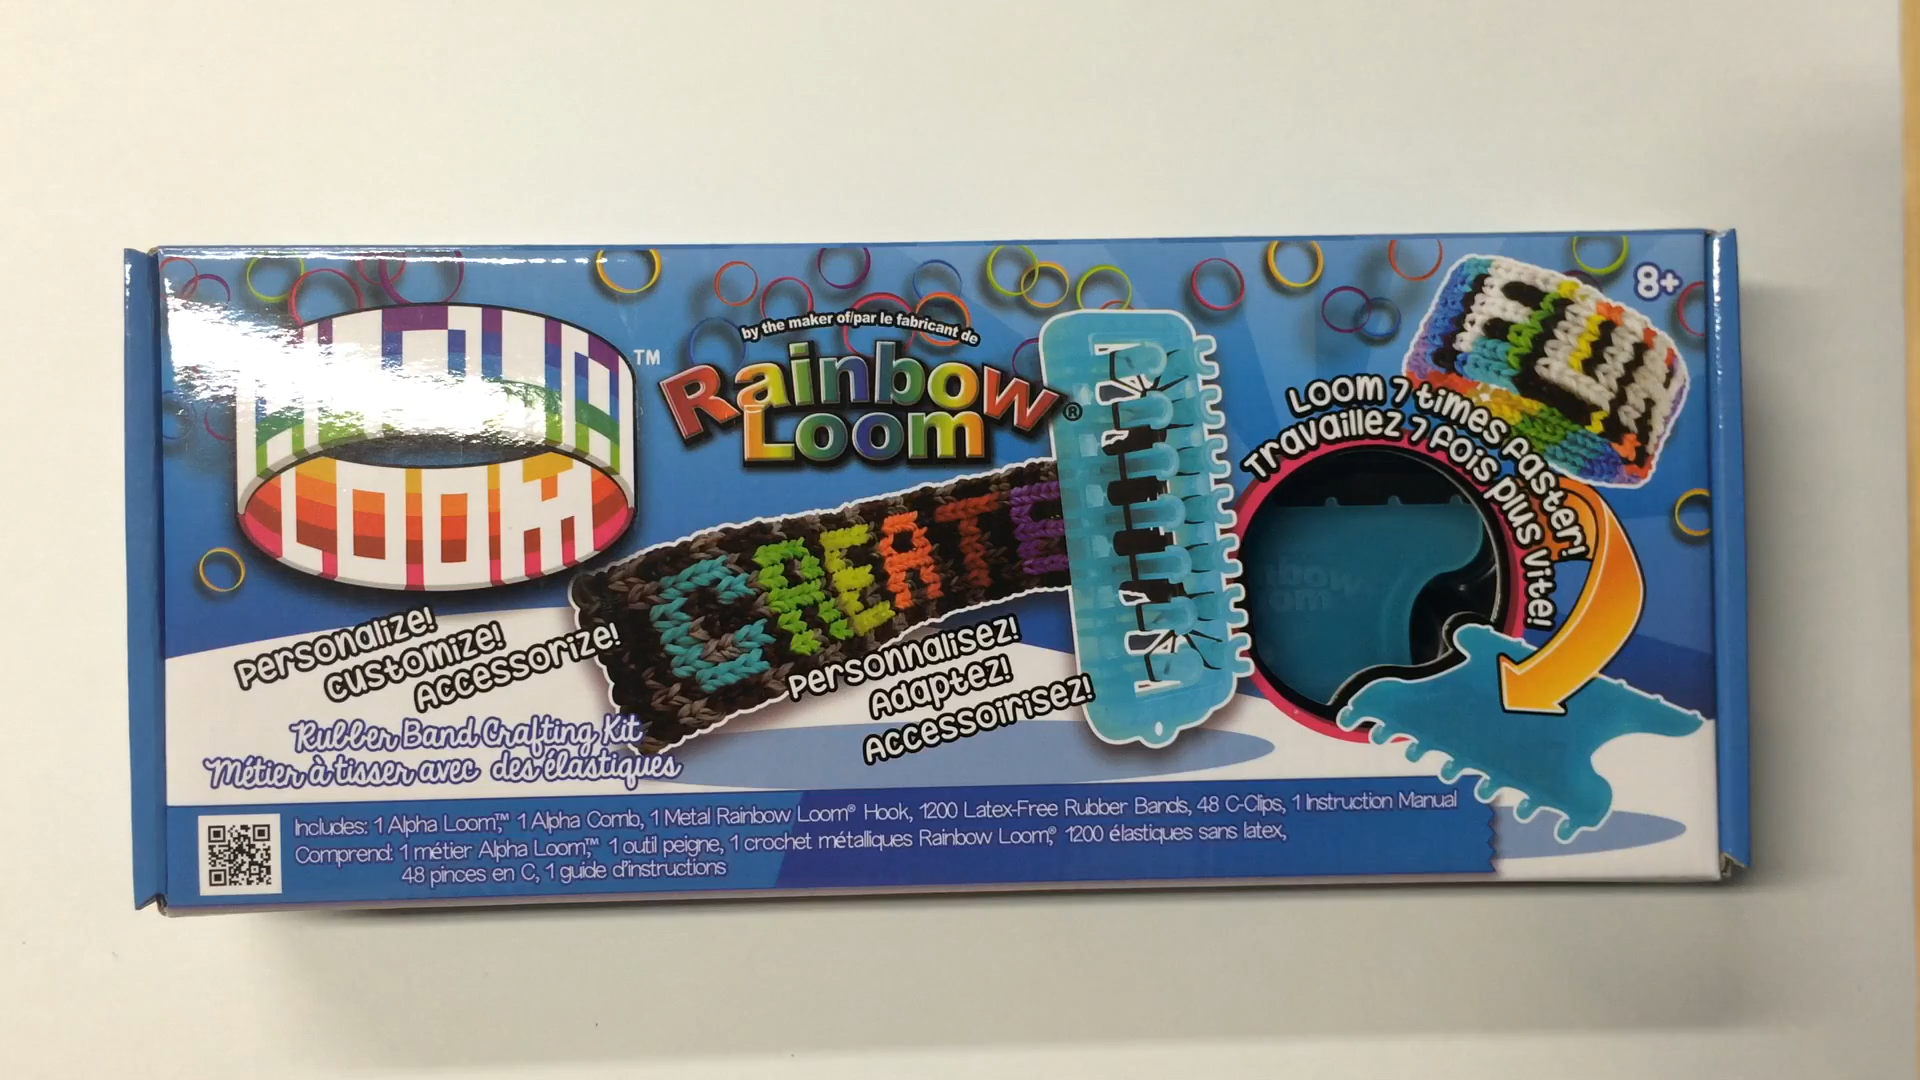 LOOM
TM
by the maker of/par le fabricant de
Rainbow
Loom®
8+
Loom 7 times faster!
Travaillez 7 fois plus vite!
CREATE
Personalize!
Customize!
Accessorize!
Personnalisez!
Adaptez!
Accessoirisez!
Rubber Band Crafting Kit
Métier à tisser avec des élastiques
Includes: 1 Alpha Loom,™ 1 Alpha Comb, 1 Metal Rainbow Loom® Hook, 1200 Latex-Free Rubber Bands, 48 C-Clips, 1 Instruction Manual
Comprend: 1 métier Alpha Loom,™ 1 outil peigne, 1 crochet métalliques Rainbow Loom,® 1200 élastiques sans latex,
48 pinces en C, 1 guide d'instructions